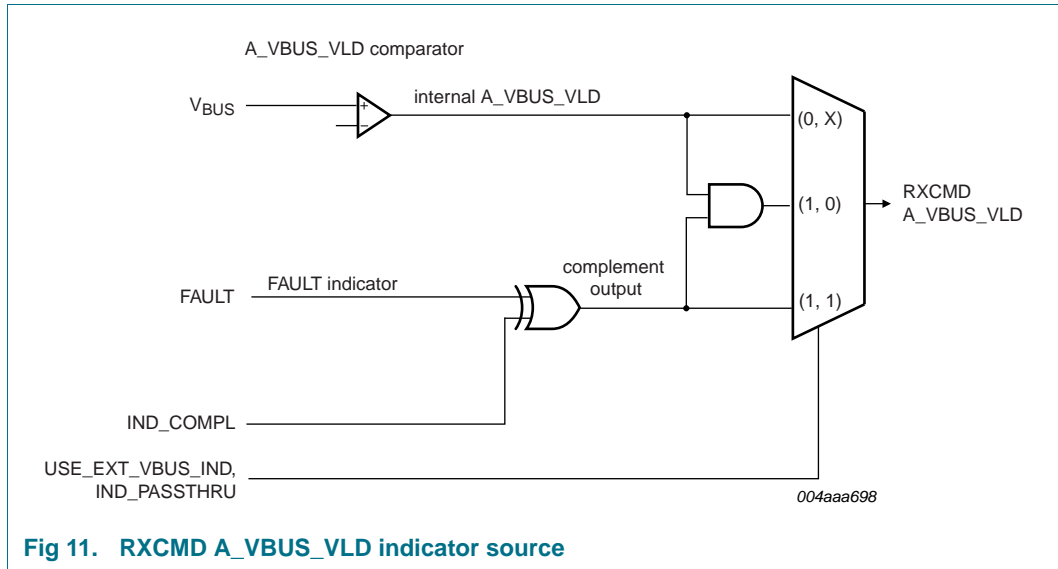 A_VBUS_VLD comparator
VBUS
+
−
internal A_VBUS_VLD
(0, X)
(1, 0)
RXCMD
A_VBUS_VLD
FAULT
FAULT indicator
complement
output
(1, 1)
IND_COMPL
USE_EXT_VBUS_IND,
IND_PASSTHRU
004aaa698
Fig 11. RXCMD A_VBUS_VLD indicator source